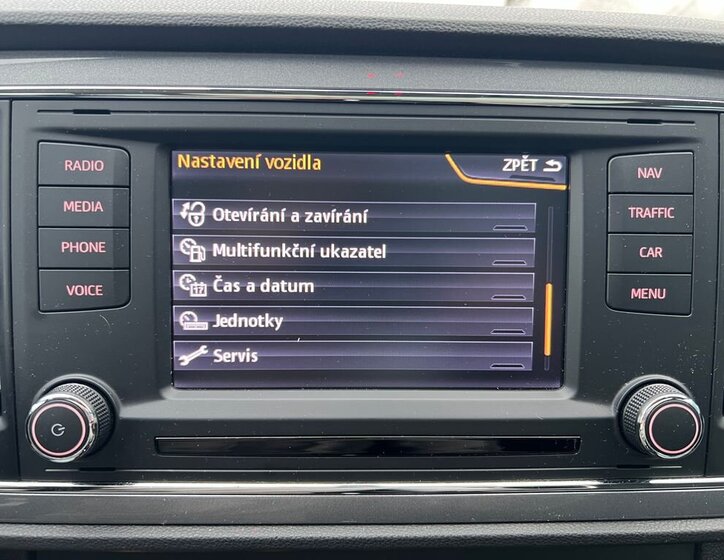 Nastavení vozidla
ZPĚT
Otevírání a zavírání
Multifunkční ukazatel
Čas a datum
17
Jednotky
Servis
RADIO
MEDIA
PHONE
VOICE
NAV
TRAFFIC
CAR
MENU